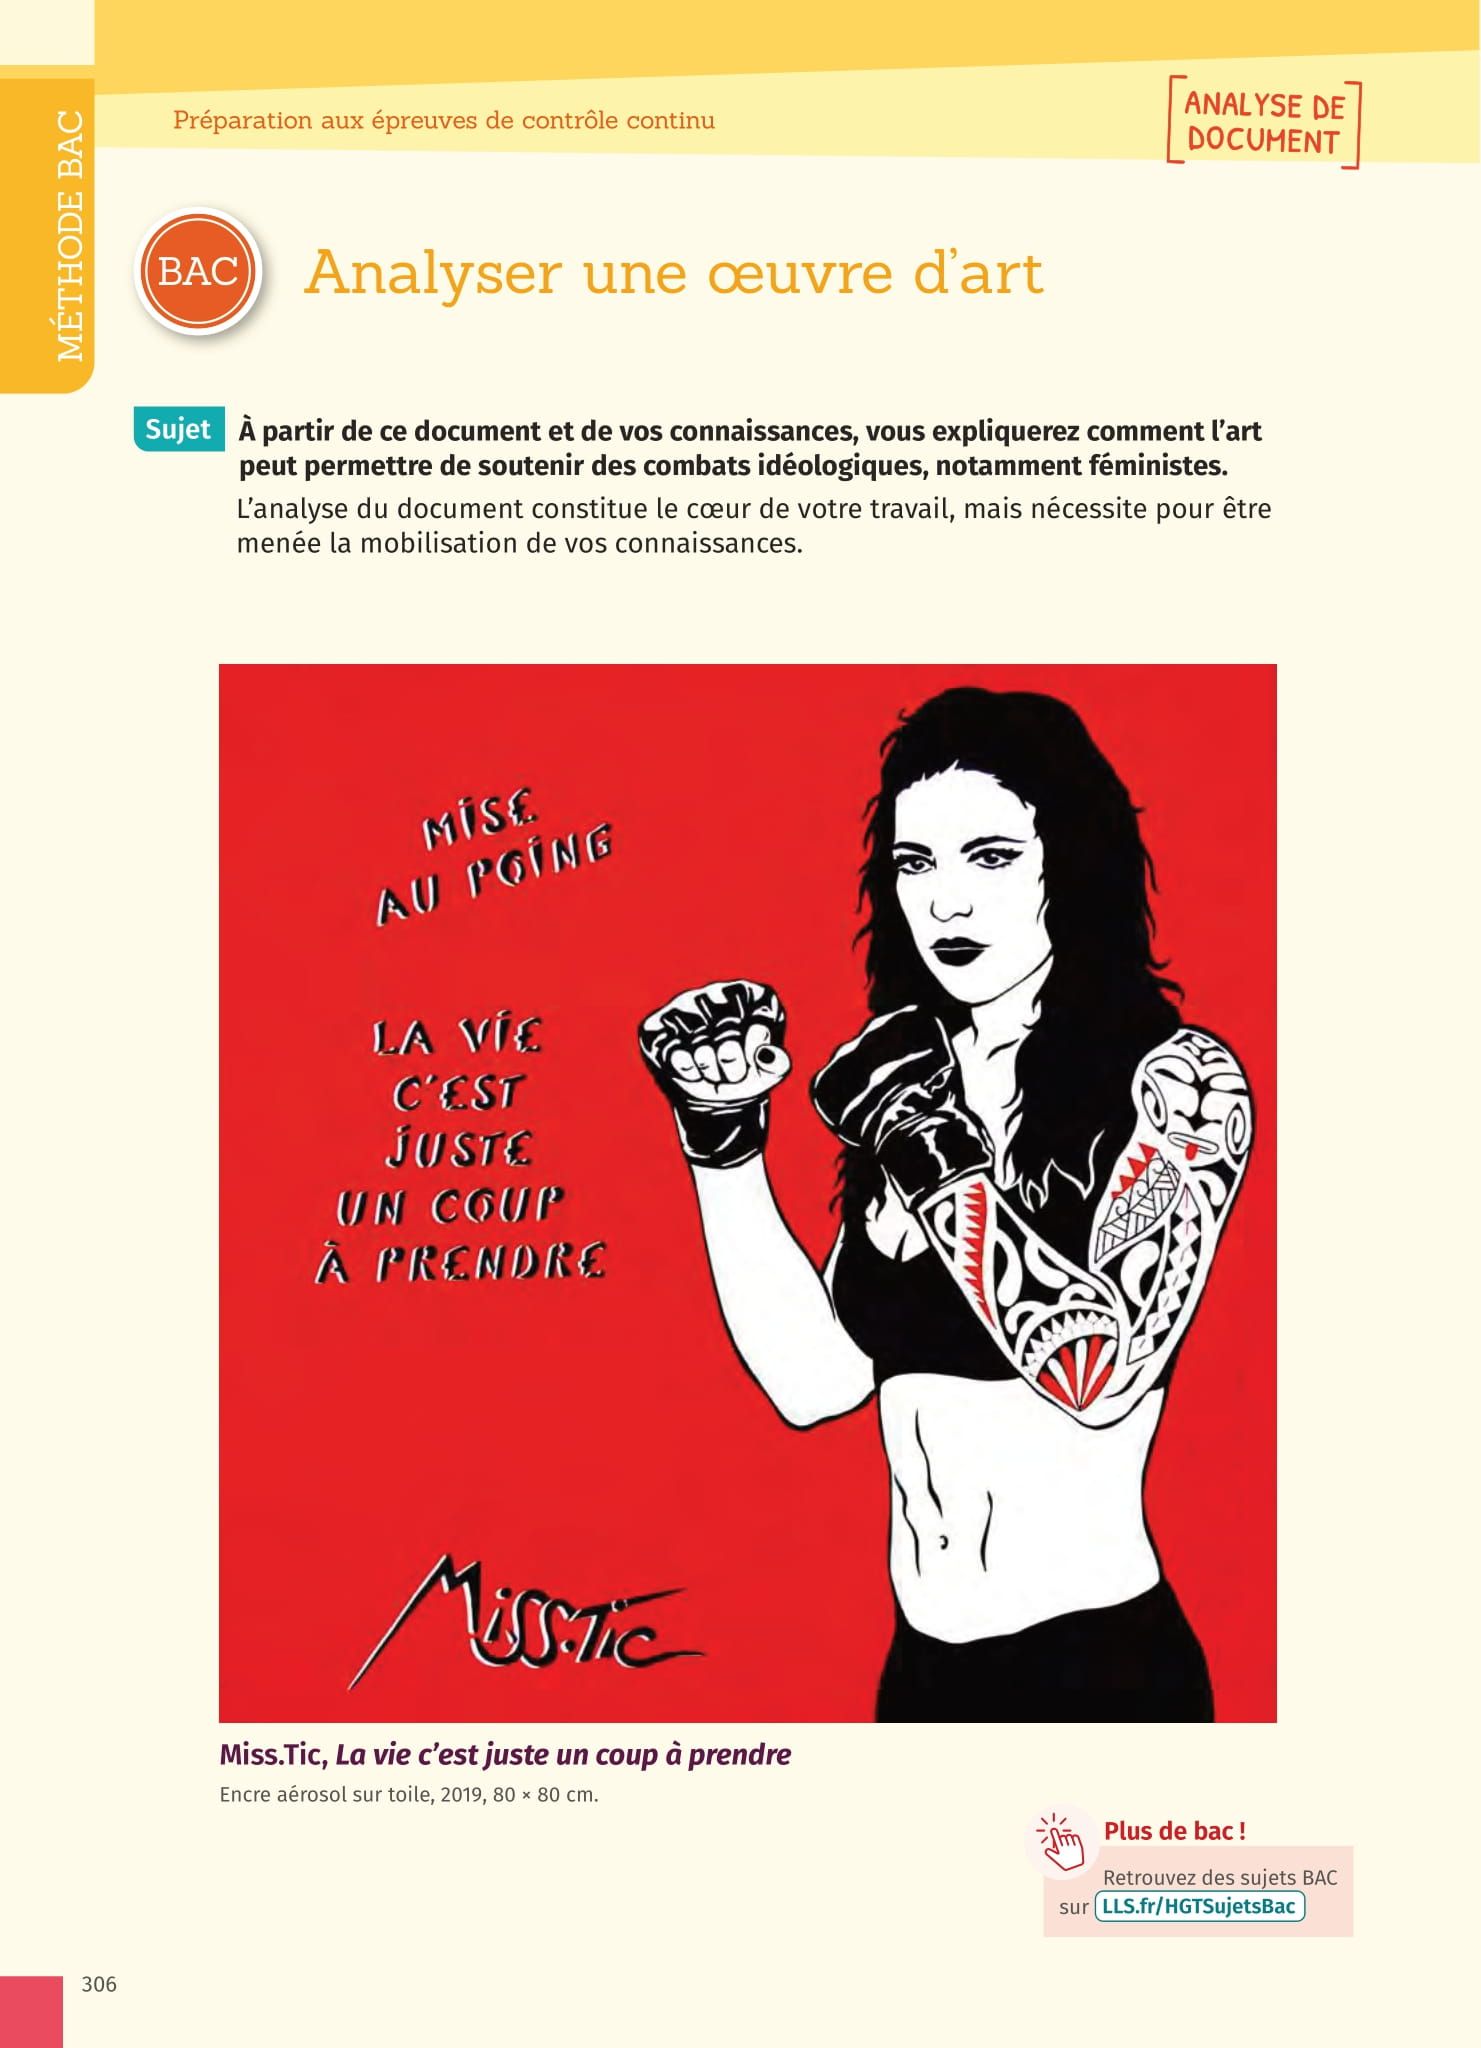 MÉTHODE BAC
Préparation aux épreuves de contrôle continu
ANALYSE DE
DOCUMENT
BAC
Analyser une œuvre d'art
Sujet
À partir de ce document et de vos connaissances, vous expliquerez comment l'art
peut permettre de soutenir des combats idéologiques, notamment féministes.
L'analyse du document constitue le cœur de votre travail, mais nécessite pour être
menée la mobilisation de vos connaissances.
MISE
AU POING
LA VIE
C'EST
JUSTE
UN COUP
À PRENDRE
MISS.TIC
Miss.Tic, La vie c'est juste un coup à prendre
Encre aérosol sur toile, 2019, 80 × 80 cm.
Plus de bac !
Retrouvez des sujets BAC
sur LLS.fr/HGTSujetsBac
306